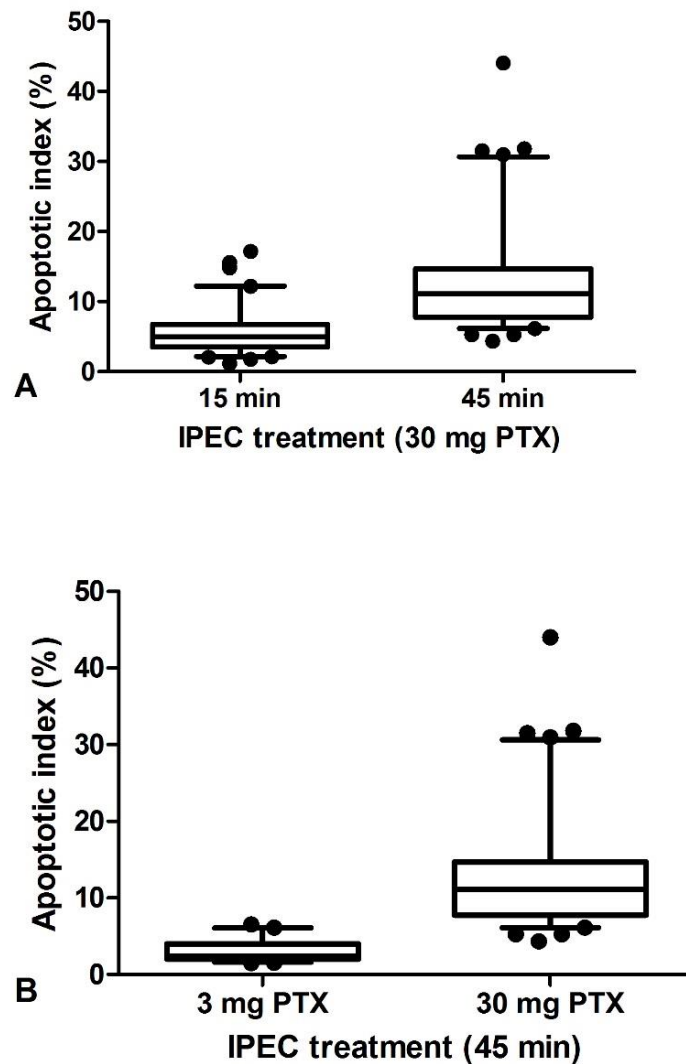 50
40
30
20
10
0
Apoptotic index (%)
A
15 min 45 min
IPEC treatment (30 mg PTX)
50
40
30
20
10
0
Apoptotic index (%)
B
3 mg PTX 30 mg PTX
IPEC treatment (45 min)